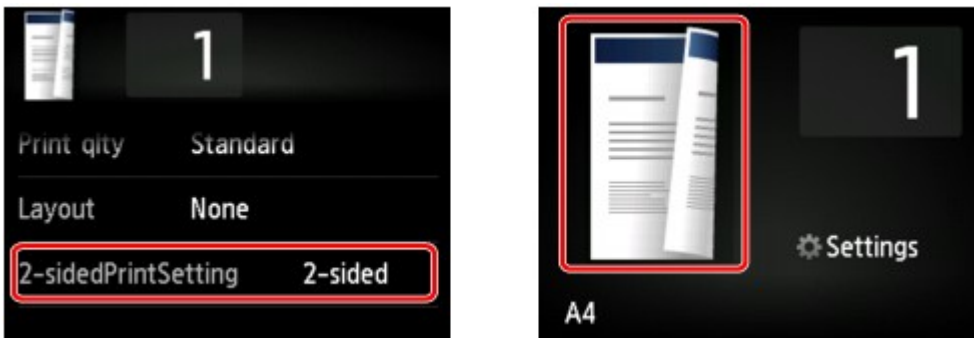 1
Print qlty Standard
Layout None
2-sidedPrintSetting 2-sided
1
Settings
A4